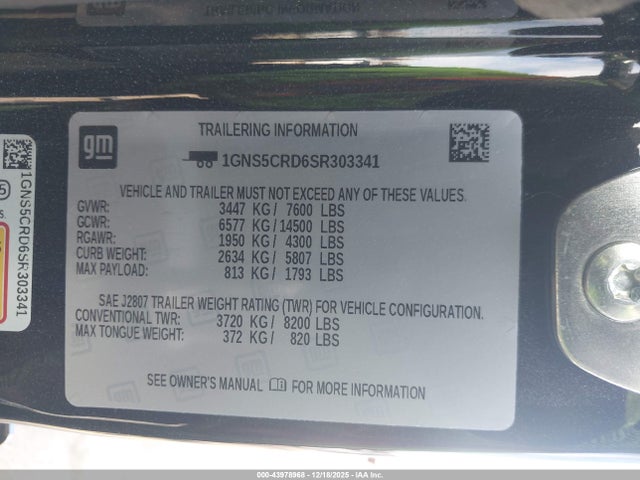 gm
TRAILERING INFORMATION
1GNS5CRD6SR303341
VEHICLE AND TRAILER MUST NOT EXCEED ANY OF THESE VALUES.
GVWR: 3447 KG / 7600 LBS
GCWR: 6577 KG / 14500 LBS
RGAWR: 1950 KG / 4300 LBS
CURB WEIGHT: 2634 KG / 5807 LBS
MAX PAYLOAD: 813 KG / 1793 LBS
SAE J2807 TRAILER WEIGHT RATING (TWR) FOR VEHICLE CONFIGURATION.
CONVENTIONAL TWR: 3720 KG / 8200 LBS
MAX TONGUE WEIGHT: 372 KG / 820 LBS
SEE OWNER'S MANUAL FOR MORE INFORMATION
1GNS5CRD6SR303341
000-43978968 - 12/18/2025 - IAAI.com